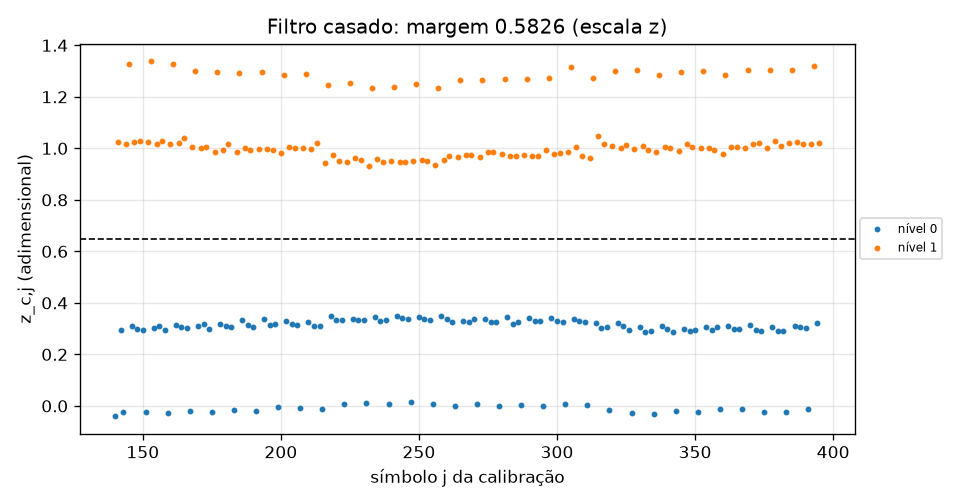 Filtro casado: margem 0.5826 (escala z)
1.4
1.2
1.0
0.8
0.6
0.4
0.2
0.0
z_c,j (adimensional)
nível 0
nível 1
150
200
250
300
350
400
símbolo j da calibração